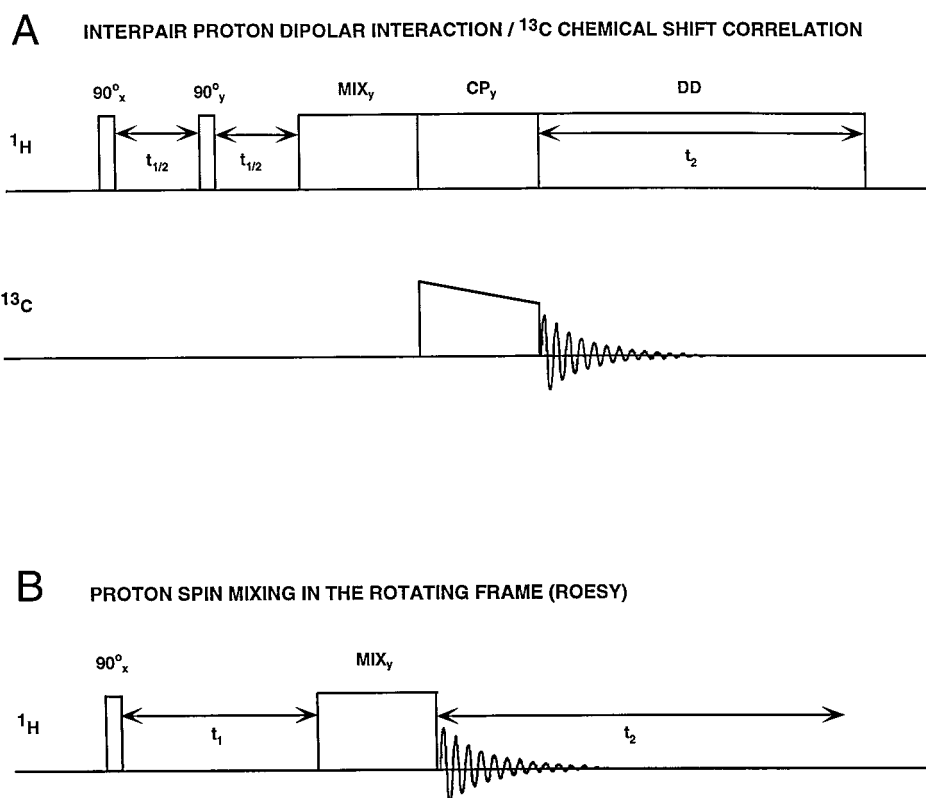 A INTERPAIR PROTON DIPOLAR INTERACTION / ¹³C CHEMICAL SHIFT CORRELATION
90°ₓ 90°y MIXy CPy DD
¹H
t₁/₂ t₁/₂ t₂
¹³C
B PROTON SPIN MIXING IN THE ROTATING FRAME (ROESY)
90°ₓ MIXy
¹H
t₁ t₂